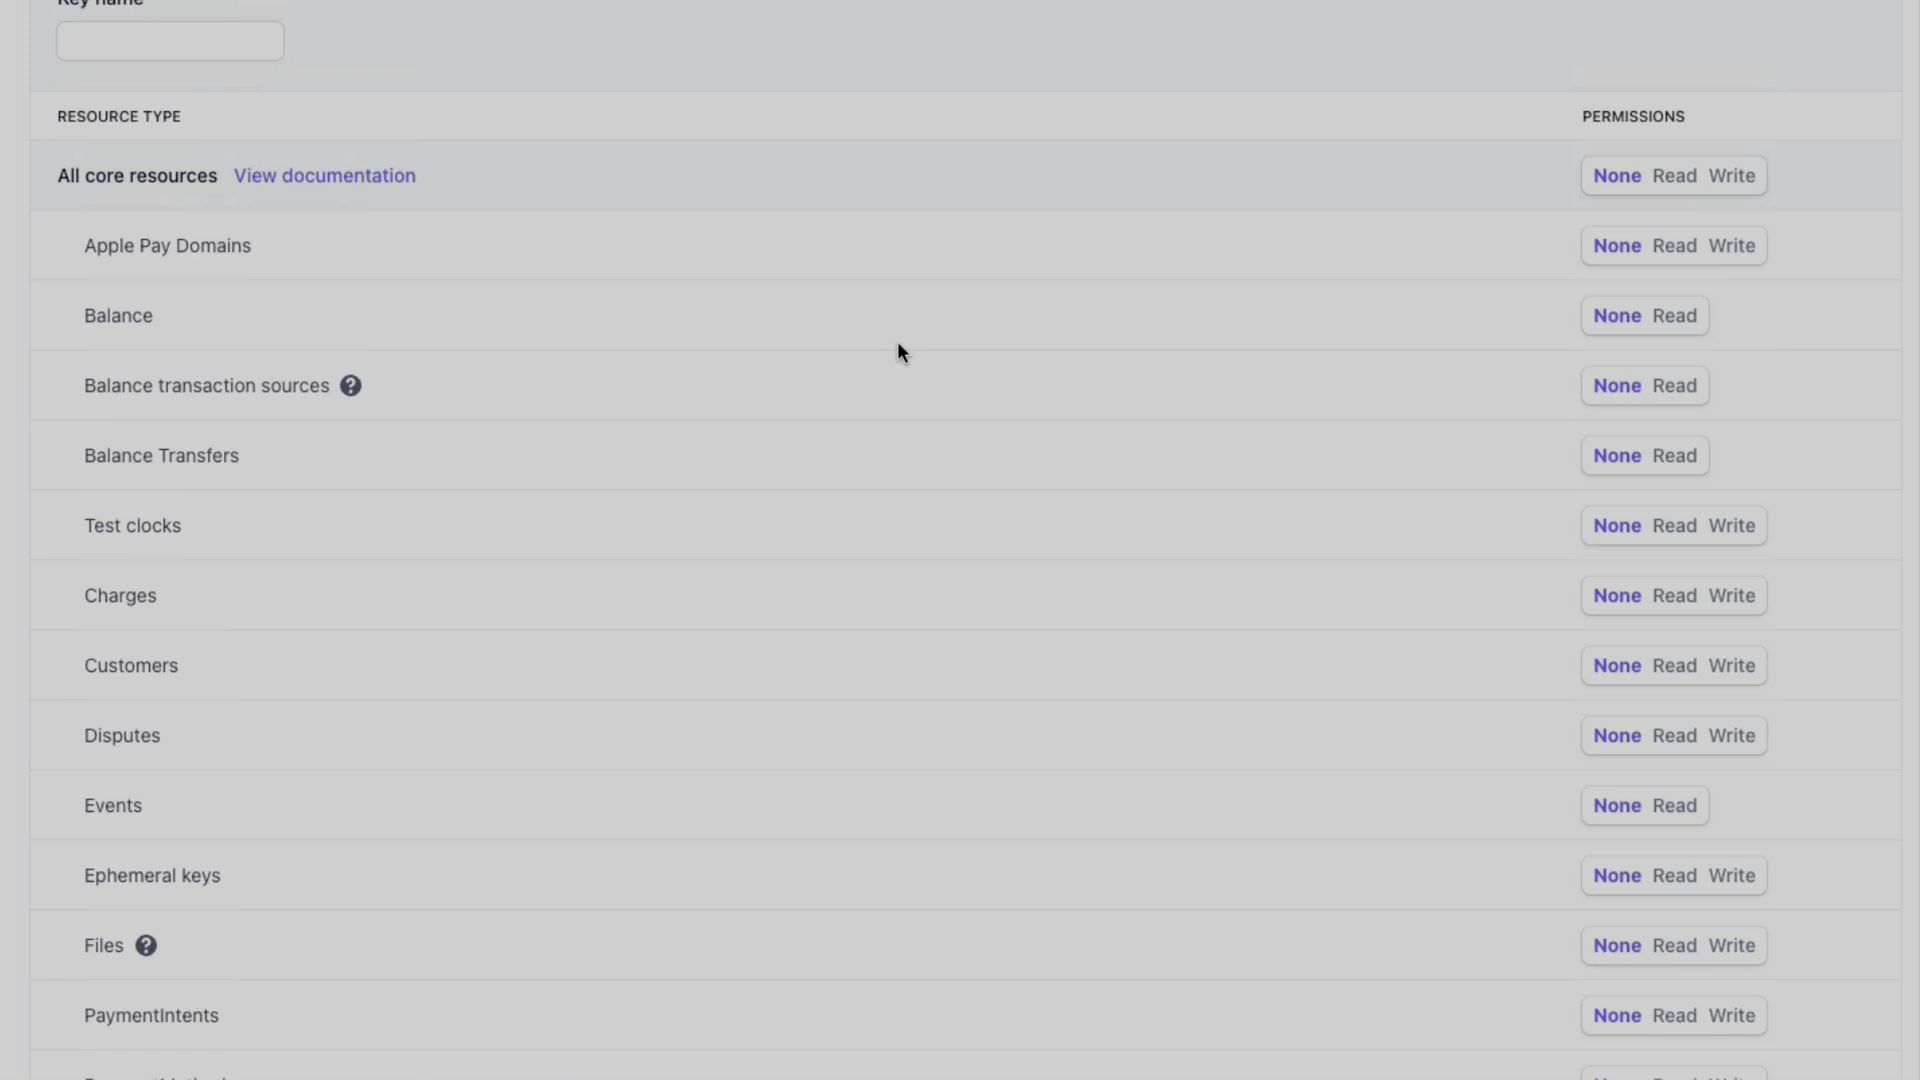 Key name
RESOURCE TYPE PERMISSIONS
All core resources View documentation None Read Write
Apple Pay Domains None Read Write
Balance None Read
Balance transaction sources ? None Read
Balance Transfers None Read
Test clocks None Read Write
Charges None Read Write
Customers None Read Write
Disputes None Read Write
Events None Read
Ephemeral keys None Read Write
Files ? None Read Write
PaymentIntents None Read Write